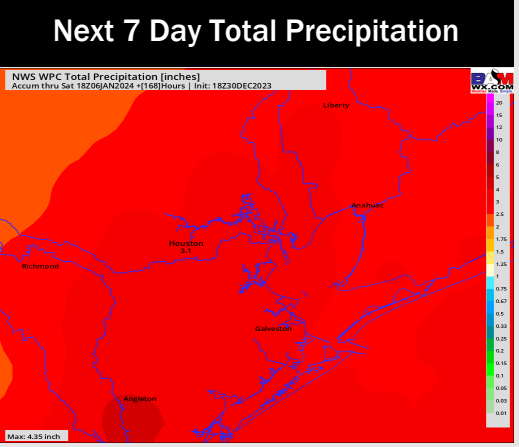 Next 7 Day Total Precipitation
NWS WPC Total Precipitation [inches]
Accum thru Sat 18Z06JAN2024 +[168]Hours | Init: 18Z30DEC2023
BAM
WX.COM
Liberty
Anahuac
Houston
3.1
Richmond
Galveston
Angleton
20
15
12
10
8
6
5
4
3
2.5
2
1.75
1.5
1.25
1
0.75
0.67
0.5
0.33
0.25
0.2
0.15
0.1
0.05
0.03
0.01
Max: 4.35 inch